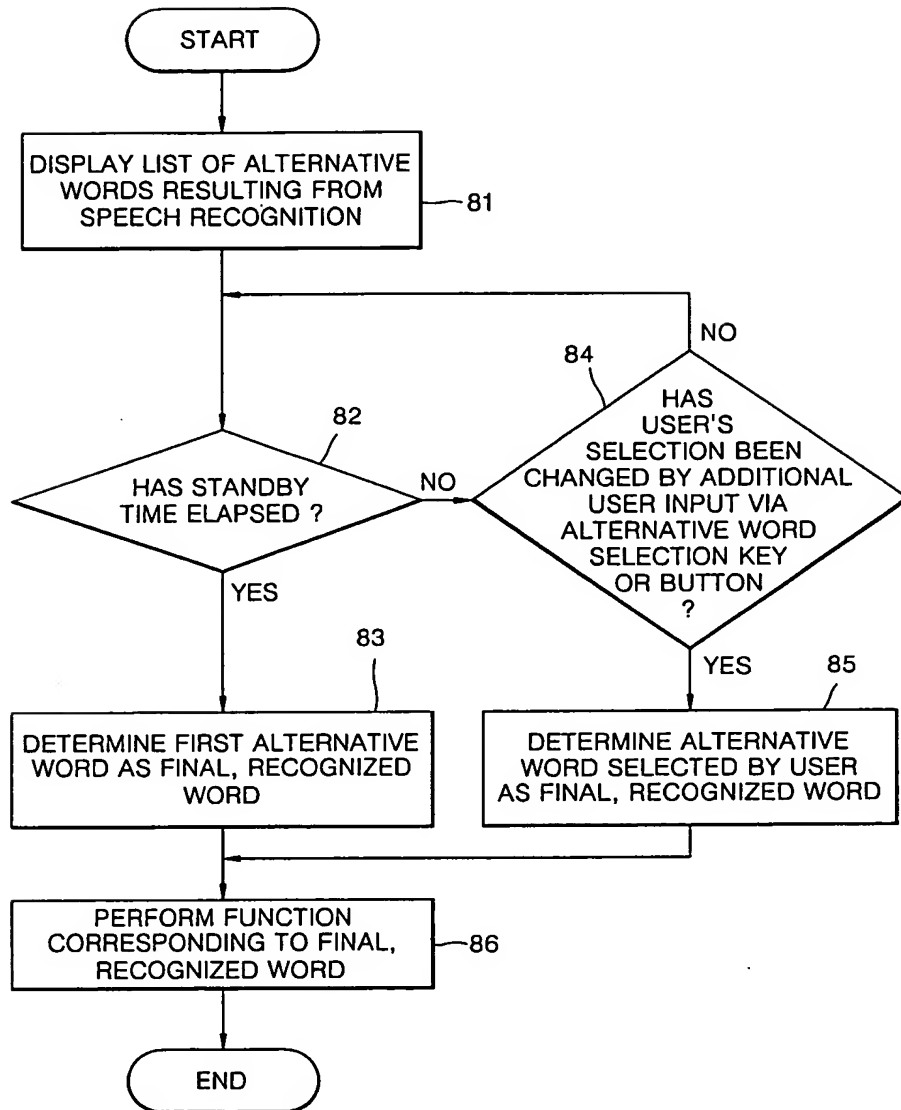 START
DISPLAY LIST OF ALTERNATIVE
WORDS RESULTING FROM
SPEECH RECOGNITION
81
NO
84
HAS
USER'S
SELECTION BEEN
CHANGED BY ADDITIONAL
USER INPUT VIA
ALTERNATIVE WORD
SELECTION KEY
OR BUTTON
?
82
HAS STANDBY
TIME ELAPSED ?
NO
YES
YES
83
85
DETERMINE FIRST ALTERNATIVE
WORD AS FINAL, RECOGNIZED
WORD
DETERMINE ALTERNATIVE
WORD SELECTED BY USER
AS FINAL, RECOGNIZED WORD
PERFORM FUNCTION
CORRESPONDING TO FINAL,
RECOGNIZED WORD
86
END